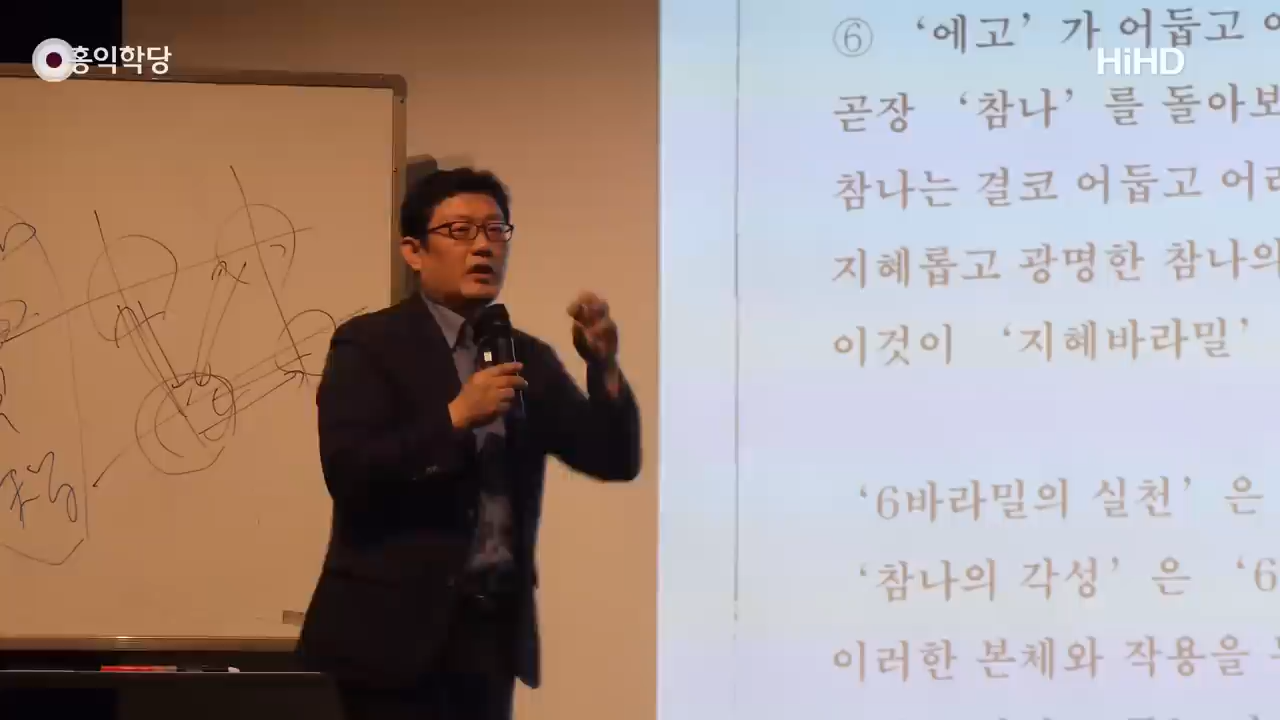 홍익학당
HiHD
⑥ ‘에고’ 가 어둡고
곧장 ‘참나’ 를 돌아보
참나는 결코 어둡고
지혜롭고 광명한 참나의
이것이 ‘지혜바라밀’
‘6바라밀의 실천’ 은
‘참나의 각성’ 은 ‘6
이러한 본체와 작용을